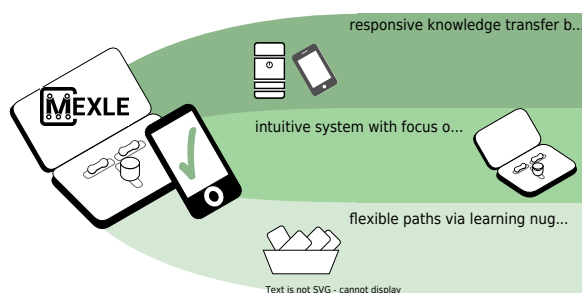 responsive knowledge transfer b...
MEXLE
intuitive system with focus o...
flexible paths via learning nug...
Text is not SVG - cannot display